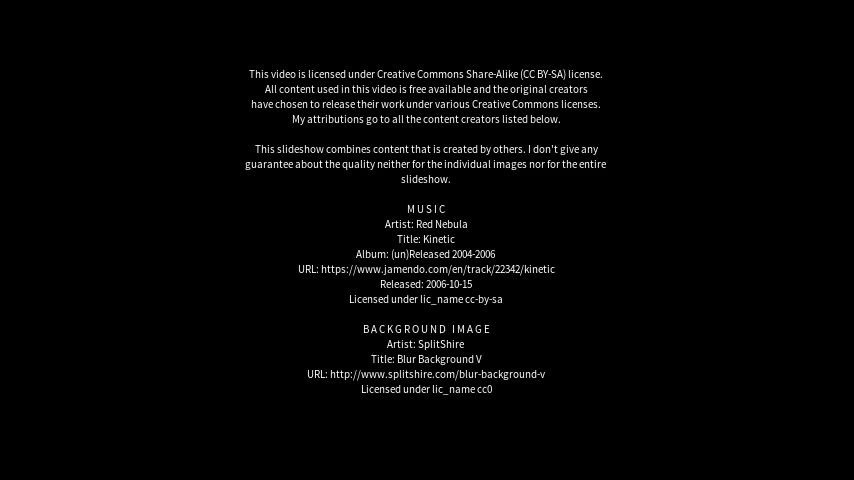 This video is licensed under Creative Commons Share-Alike (CC BY-SA) license.
All content used in this video is free available and the original creators
have chosen to release their work under various Creative Commons licenses.
My attributions go to all the content creators listed below.
This slideshow combines content that is created by others. I don't give any
guarantee about the quality neither for the individual images nor for the entire
slideshow.
MUSIC
Artist: Red Nebula
Title: Kinetic
Album: (un)Released 2004-2006
URL: https://www.jamendo.com/en/track/22342/kinetic
Released: 2006-10-15
Licensed under lic_name cc-by-sa
BACKGROUND IMAGE
Artist: SplitShire
Title: Blur Background V
URL: http://www.splitshire.com/blur-background-v
Licensed under lic_name cc0